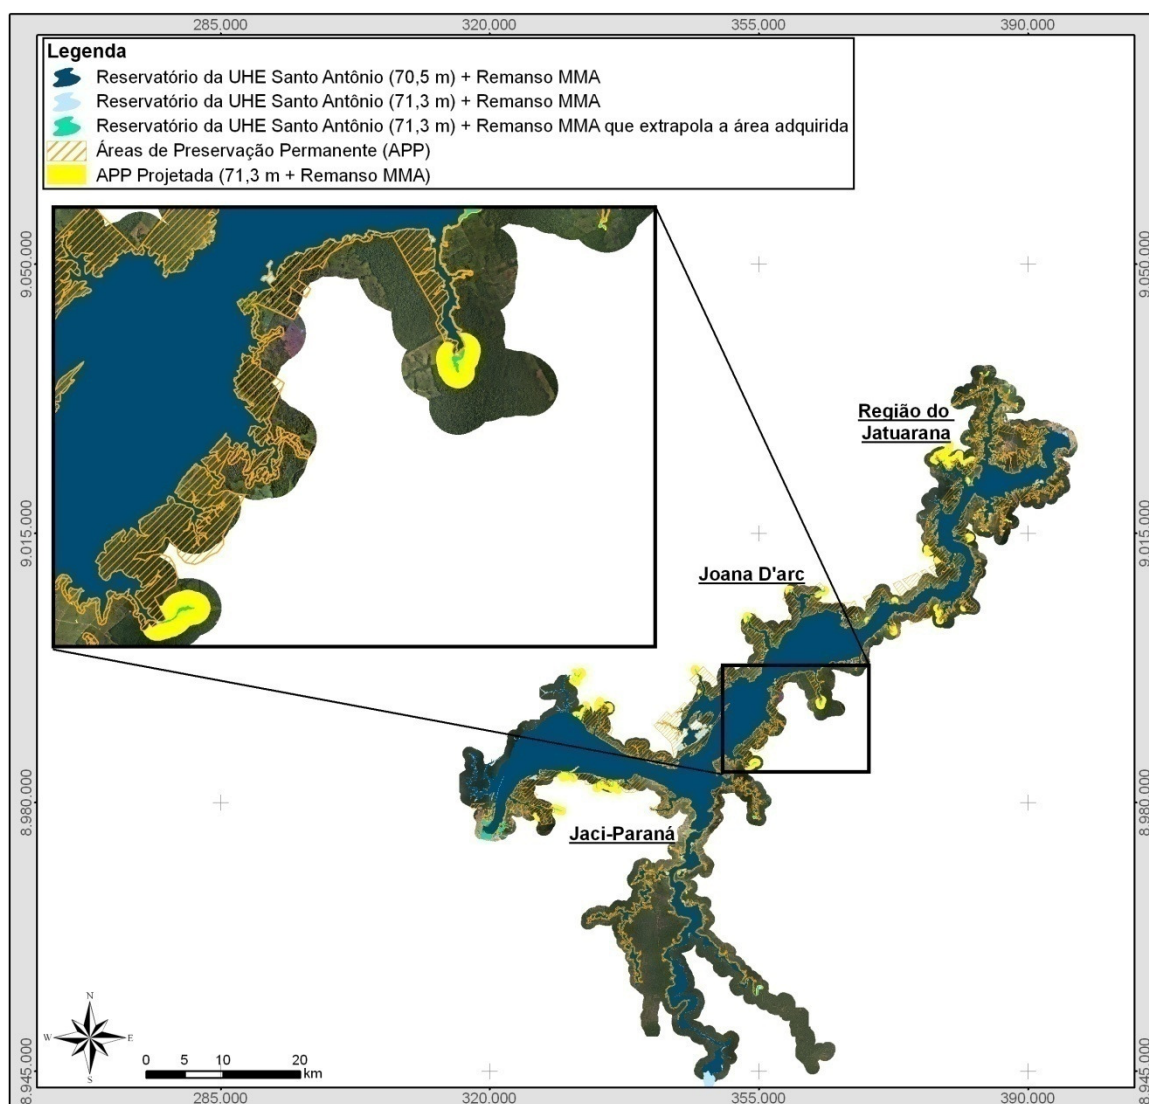 285.000 320.000 355.000 390.000
Legenda
Reservatório da UHE Santo Antônio (70,5 m) + Remanso MMA
Reservatório da UHE Santo Antônio (71,3 m) + Remanso MMA
Reservatório da UHE Santo Antônio (71,3 m) + Remanso MMA que extrapola a área adquirida
Áreas de Preservação Permanente (APP)
APP Projetada (71,3 m + Remanso MMA)
9.050.000 9.050.000
Região do
Jatuarana
9.015.000 9.015.000
Joana D'arc
8.980.000 8.980.000
Jaci-Paraná
N
W E
S
0 5 10 20
km
8.945.000 8.945.000
285.000 320.000 355.000 390.000